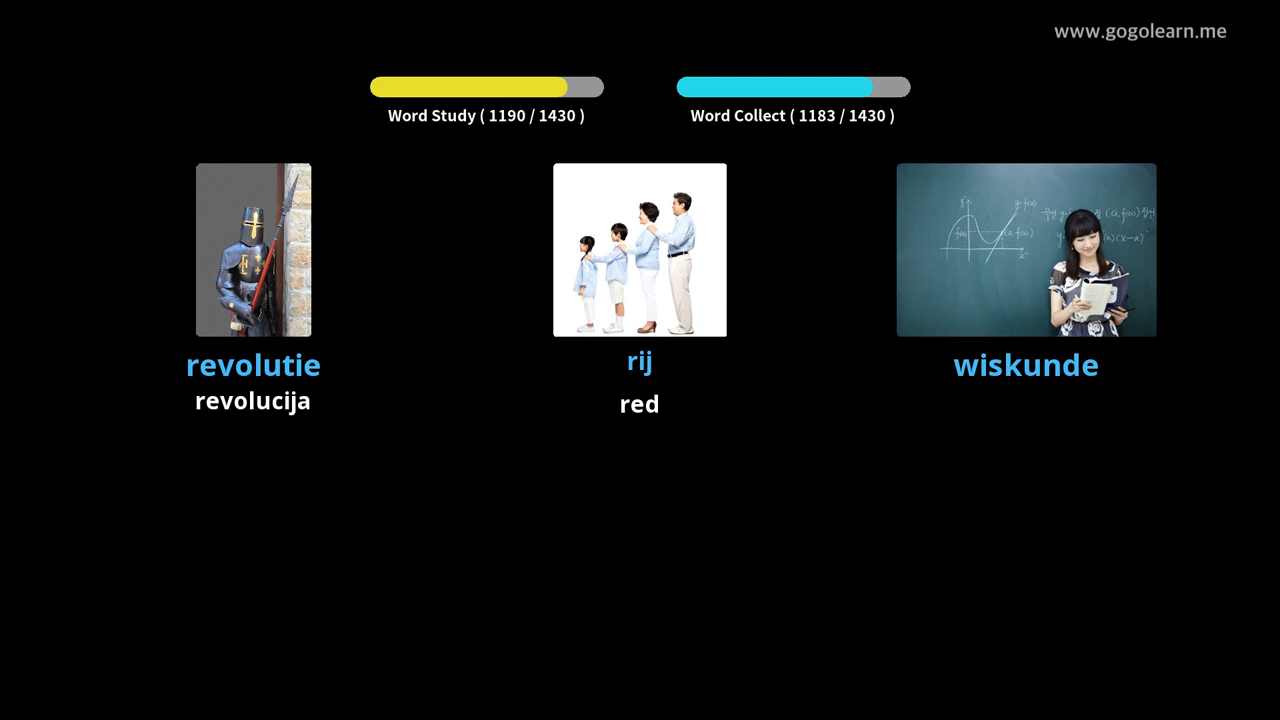 www.gogolearn.me
Word Study ( 1190 / 1430 )
Word Collect ( 1183 / 1430 )
revolutie
revolucija
rij
red
wiskunde